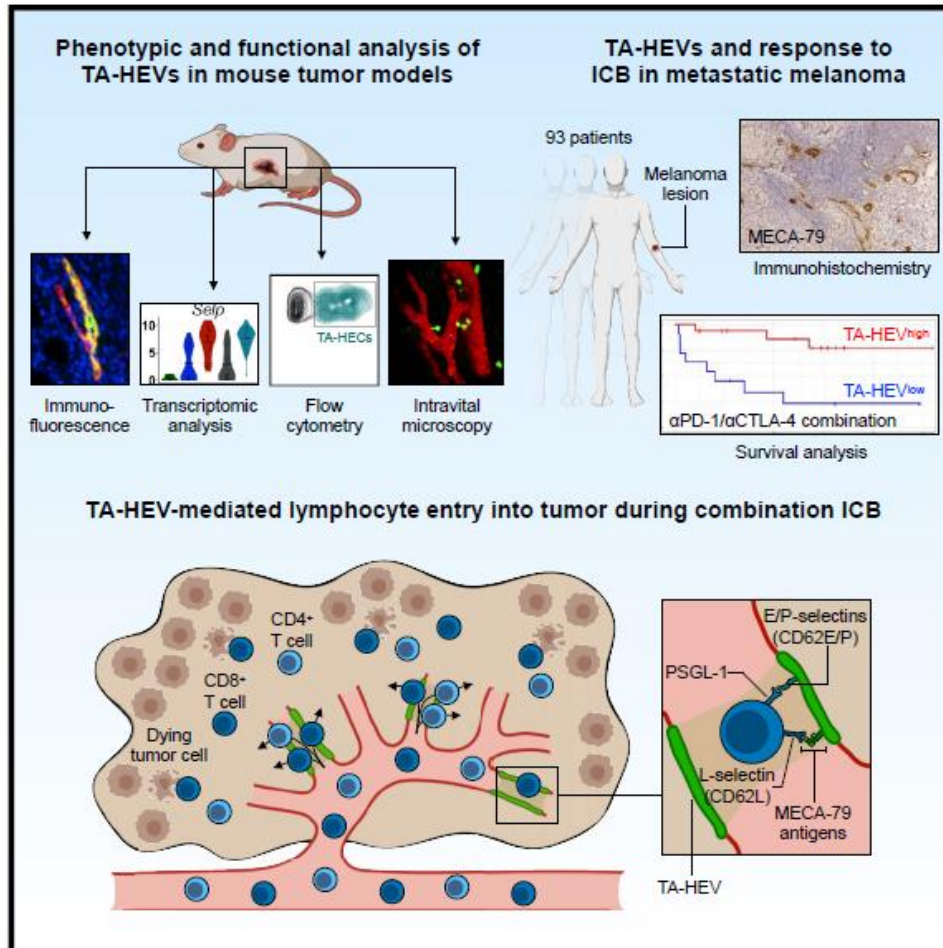 Phenotypic and functional analysis of
TA-HEVs in mouse tumor models
TA-HEVs and response to
ICB in metastatic melanoma
93 patients
Melanoma
lesion
MECA-79
Immunohistochemistry
Selp
10
5
0
TA-HECs
Immuno-
fluorescence
Transcriptomic
analysis
Flow
cytometry
Intravital
microscopy
TA-HEVhigh
TA-HEVlow
αPD-1/αCTLA-4 combination
Survival analysis
TA-HEV-mediated lymphocyte entry into tumor during combination ICB
CD4+
T cell
CD8+
T cell
Dying
tumor cell
E/P-selectins
(CD62E/P)
PSGL-1
L-selectin
(CD62L)
MECA-79
antigens
TA-HEV